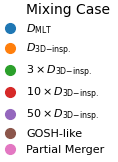 Mixing Case
D_MLT
D_3D−insp.
3 × D_3D−insp.
10 × D_3D−insp.
50 × D_3D−insp.
GOSH-like
Partial Merger